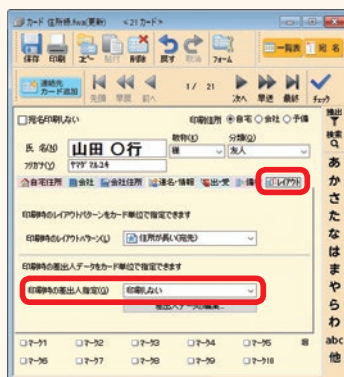 カード 住所録.fwa(更新) <21カード>
保存 印刷 コピー 貼付 削除 戻す 取消 フォーム 一覧表 宛名
連絡先カード追加 先頭 早戻 前へ 1/ 21 次へ 早送 最終 チェック
□宛名印刷しない 印刷住所 自宅 会社 予備
抽出
検索
敬称(K) 分類(Q)
氏 名(N) 山田 〇行 様 友人
フリガナ(Y)
自宅住所 会社 会社住所 連名・情報 レイアウト
印刷時のレイアウトパターンをカード単位で指定できます
印刷時のレイアウトパターン(L) 住所が長い(宛先)
印刷時の差出人データをカード単位で指定できます
印刷時の差出人指定(O) 印刷しない
差出人データの編集...
マーク1 マーク2 マーク3 マーク4 マーク5
マーク6 マーク7 マーク8 マーク9 マーク10
あ
か
さ
た
な
は
ま
や
ら
わ
abc
他